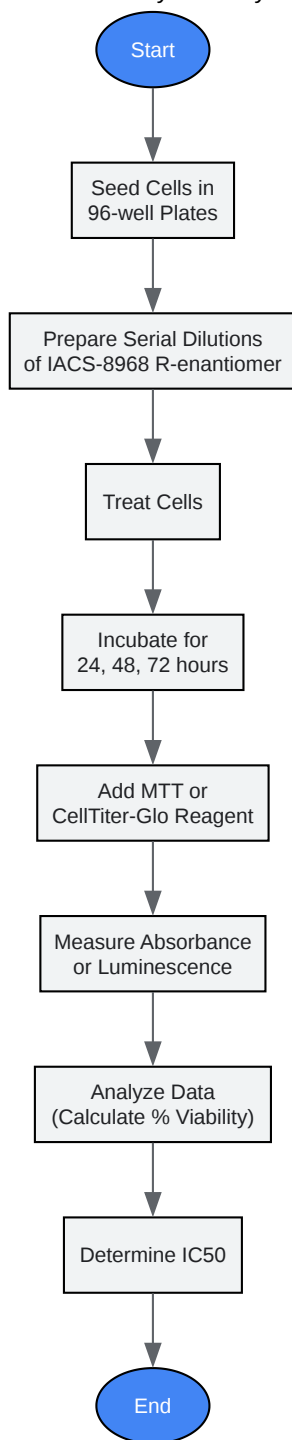 Start
Seed Cells in
96-well Plates
Prepare Serial Dilutions
of IACS-8968 R-enantiomer
Treat Cells
Incubate for
24, 48, 72 hours
Add MTT or
CellTiter-Glo Reagent
Measure Absorbance
or Luminescence
Analyze Data
(Calculate % Viability)
Determine IC50
End